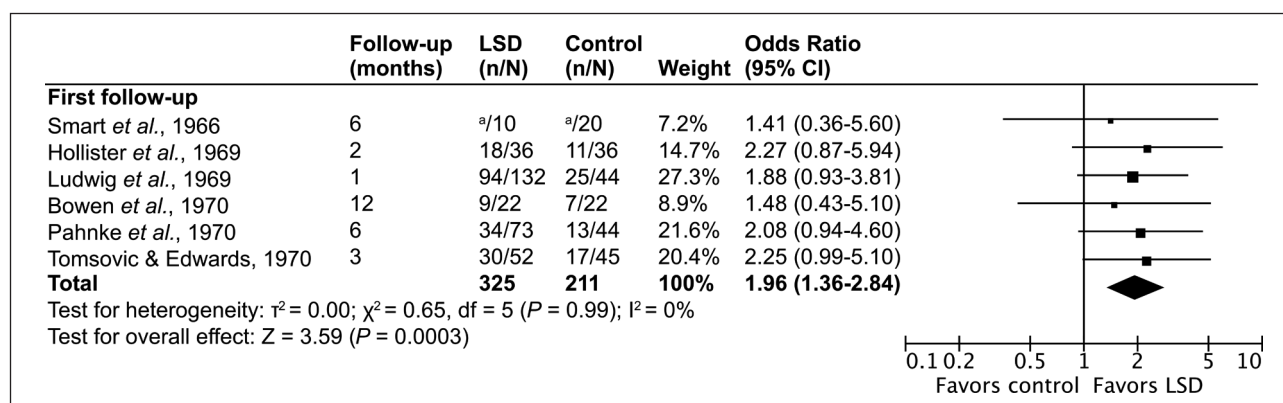 Follow-up (months) LSD (n/N) Control (n/N) Weight Odds Ratio (95% CI)
First follow-up
Smart et al., 1966 6 ᵃ/10 ᵃ/20 7.2% 1.41 (0.36-5.60)
Hollister et al., 1969 2 18/36 11/36 14.7% 2.27 (0.87-5.94)
Ludwig et al., 1969 1 94/132 25/44 27.3% 1.88 (0.93-3.81)
Bowen et al., 1970 12 9/22 7/22 8.9% 1.48 (0.43-5.10)
Pahnke et al., 1970 6 34/73 13/44 21.6% 2.08 (0.94-4.60)
Tomsovic & Edwards, 1970 3 30/52 17/45 20.4% 2.25 (0.99-5.10)
Total 325 211 100% 1.96 (1.36-2.84)
Test for heterogeneity: τ² = 0.00; χ² = 0.65, df = 5 (P = 0.99); I² = 0%
Test for overall effect: Z = 3.59 (P = 0.0003)
0.1 0.2 0.5 1 2 5 10
Favors control Favors LSD